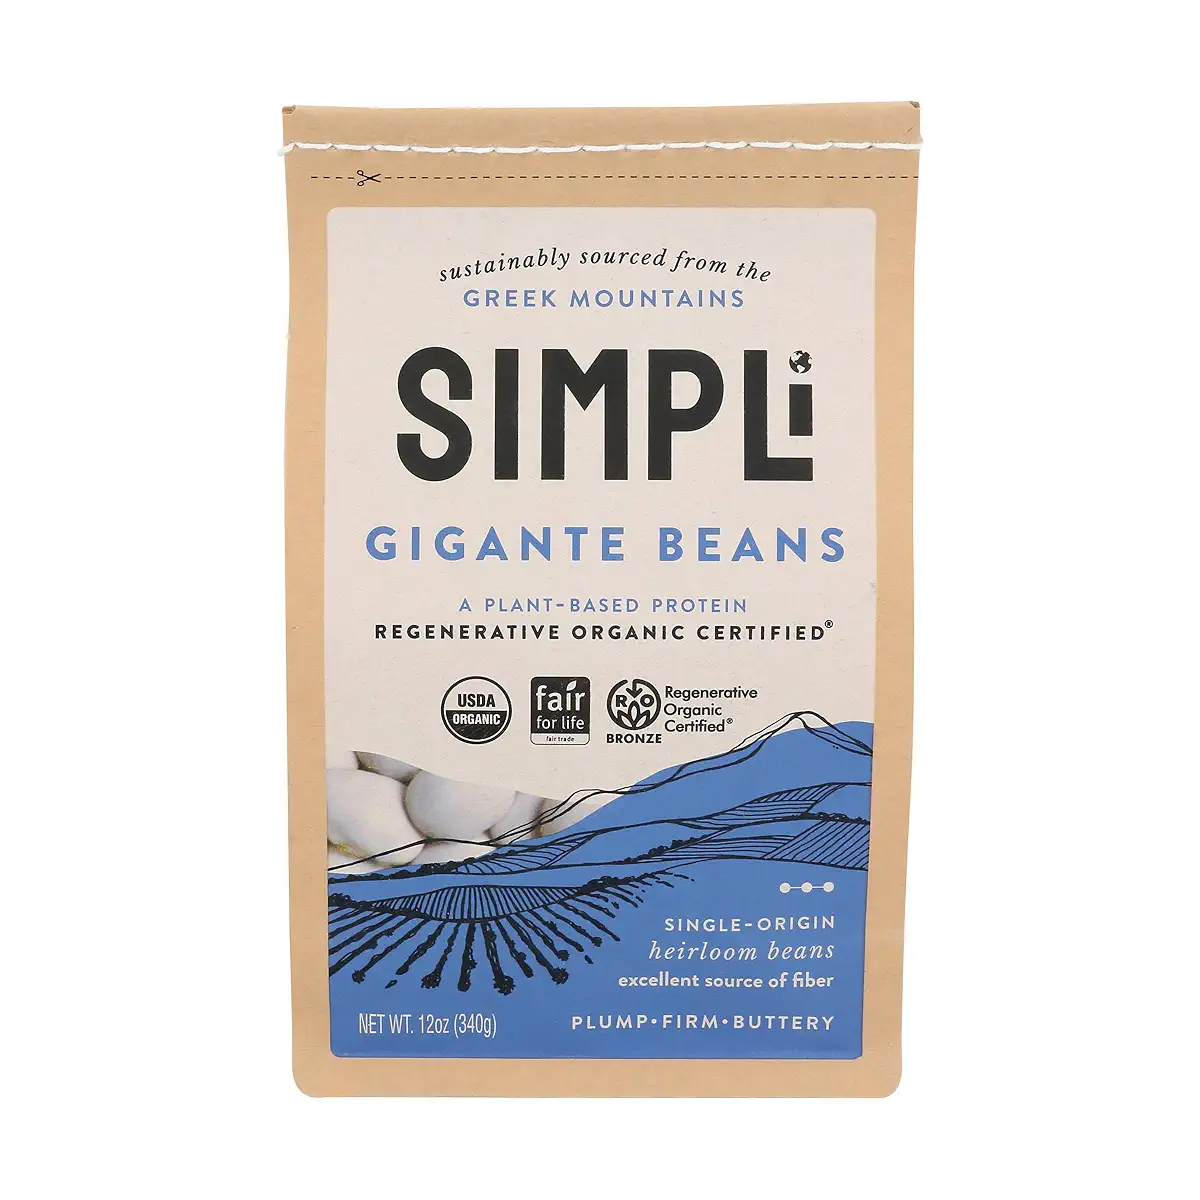 sustainably sourced from the
GREEK MOUNTAINS
SIMPLi
GIGANTE BEANS
A PLANT-BASED PROTEIN
REGENERATIVE ORGANIC CERTIFIED®
USDA
ORGANIC
fair
for life
fair trade
RO
BRONZE
Regenerative
Organic
Certified®
SINGLE-ORIGIN
heirloom beans
excellent source of fiber
NET WT. 12oz (340g)
PLUMP•FIRM•BUTTERY